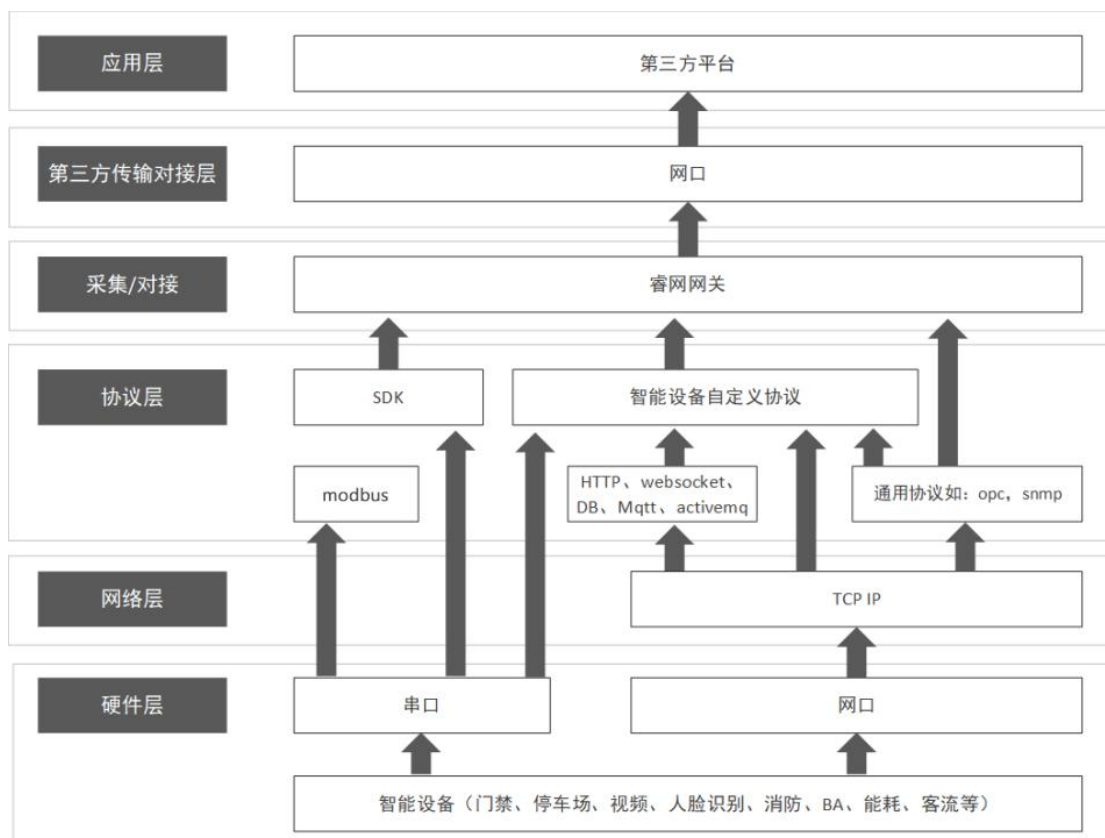 应用层
第三方平台
第三方传输对接层
网口
采集/对接
睿网网关
协议层
SDK
智能设备自定义协议
modbus
HTTP、websocket、
DB、Mqtt、activemq
通用协议如：opc，snmp
网络层
TCP IP
硬件层
串口
网口
智能设备（门禁、停车场、视频、人脸识别、消防、BA、能耗、客流等）